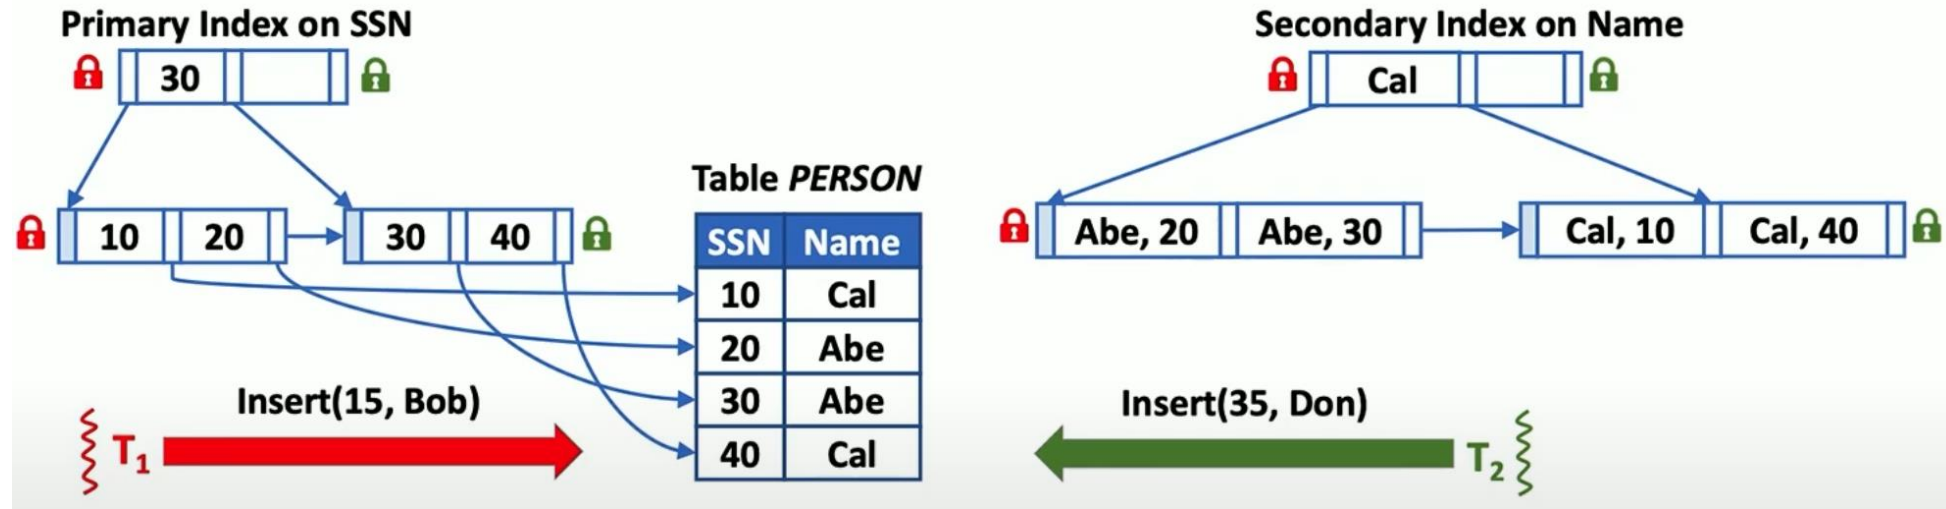 Primary Index on SSN
30
10 20
30 40
Table PERSON
SSN Name
10 Cal
20 Abe
30 Abe
40 Cal
Secondary Index on Name
Cal
Abe, 20 Abe, 30
Cal, 10 Cal, 40
Insert(15, Bob)
T1
Insert(35, Don)
T2